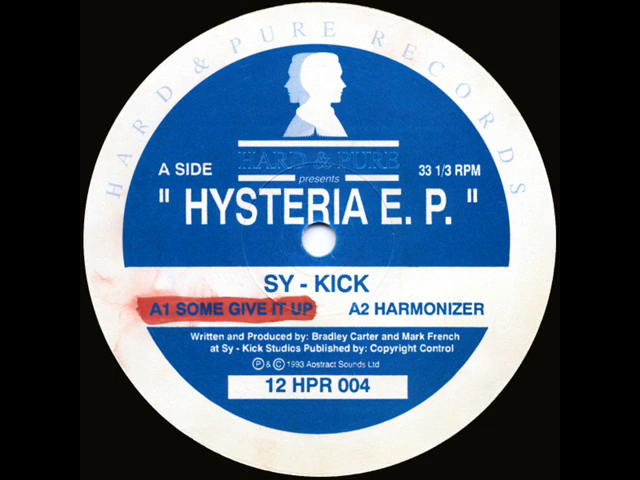 HARD & PURE RECORDS
HARD & PURE
presents
A SIDE
33 1/3 RPM
" HYSTERIA E. P. "
SY - KICK
A1 SOME GIVE IT UP
A2 HARMONIZER
Written and Produced by: Bradley Carter and Mark French
at Sy - Kick Studios Published by: Copyright Control
Ⓟ & © 1993 Abstract Sounds Ltd
12 HPR 004